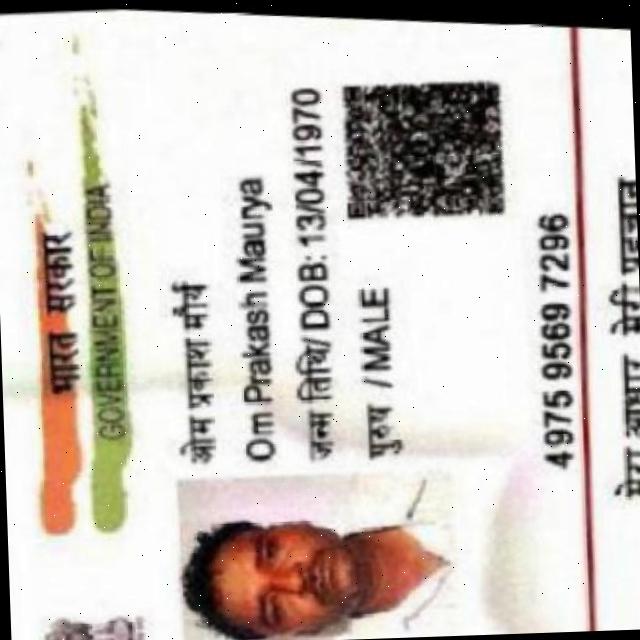 भारत सरकार
GOVERNMENT OF INDIA
ओम प्रकाश मौर्य
Om Prakash Maurya
जन्म तिथि/ DOB: 13/04/1970
पुरुष / MALE
4975 9569 7296
मेरा आधार, मेरी पहचान